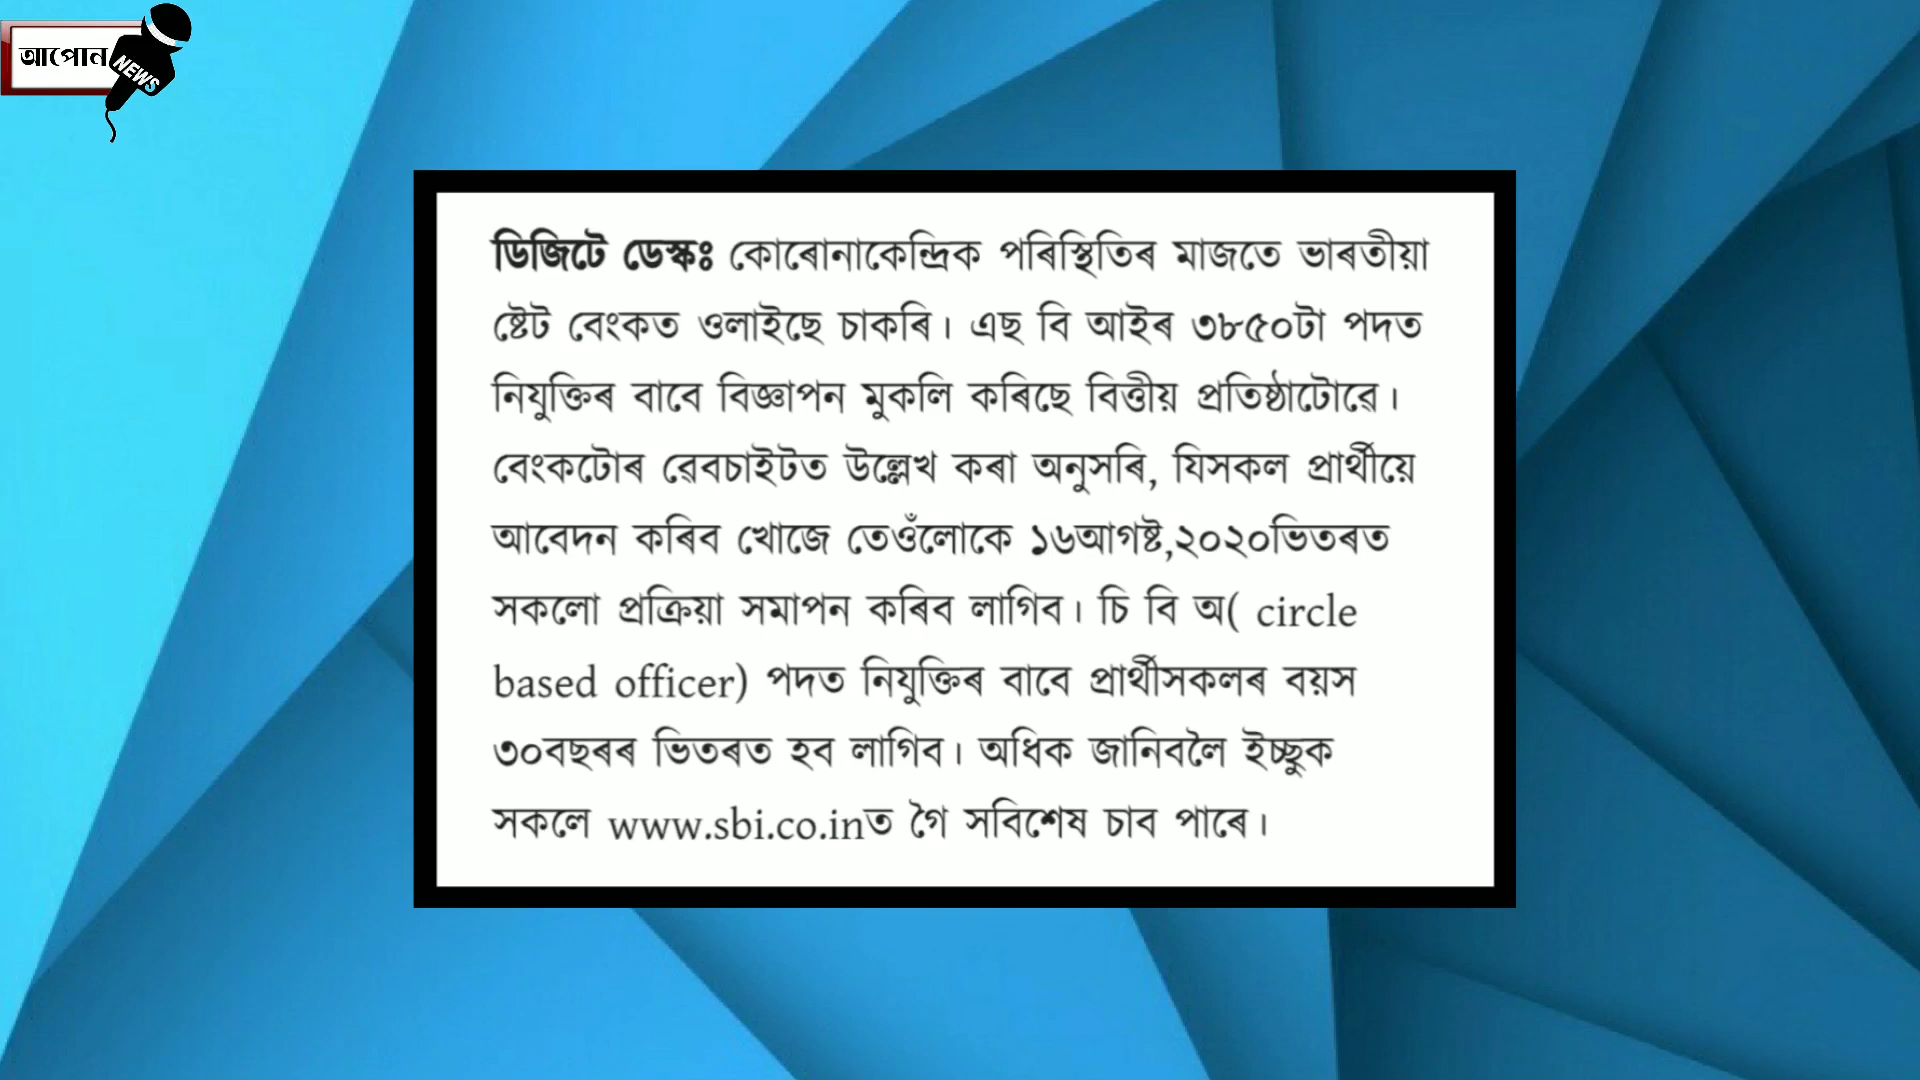 আপোন
NEWS
ডিজিটে ডেস্কঃ কোৰোনাকেন্দ্ৰিক পৰিস্থিতিৰ মাজতে ভাৰতীয়া
ষ্টেট বেংকত ওলাইছে চাকৰি। এছ বি আইৰ ৩৮৫০টা পদত
নিযুক্তিৰ বাবে বিজ্ঞাপন মুকলি কৰিছে বিত্তীয় প্ৰতিষ্ঠাটোৱে।
বেংকটোৰ ৱেবচাইটত উল্লেখ কৰা অনুসৰি, যিসকল প্ৰাৰ্থীয়ে
আবেদন কৰিব খোজে তেওঁলোকে ১৬আগষ্ট,২০২০ভিতৰত
সকলো প্ৰক্ৰিয়া সমাপন কৰিব লাগিব। চি বি অ( circle
based officer) পদত নিযুক্তিৰ বাবে প্ৰাৰ্থীসকলৰ বয়স
৩০বছৰৰ ভিতৰত হব লাগিব। অধিক জানিবলৈ ইচ্ছুক
সকলে www.sbi.co.inত গৈ সবিশেষ চাব পাৰে।